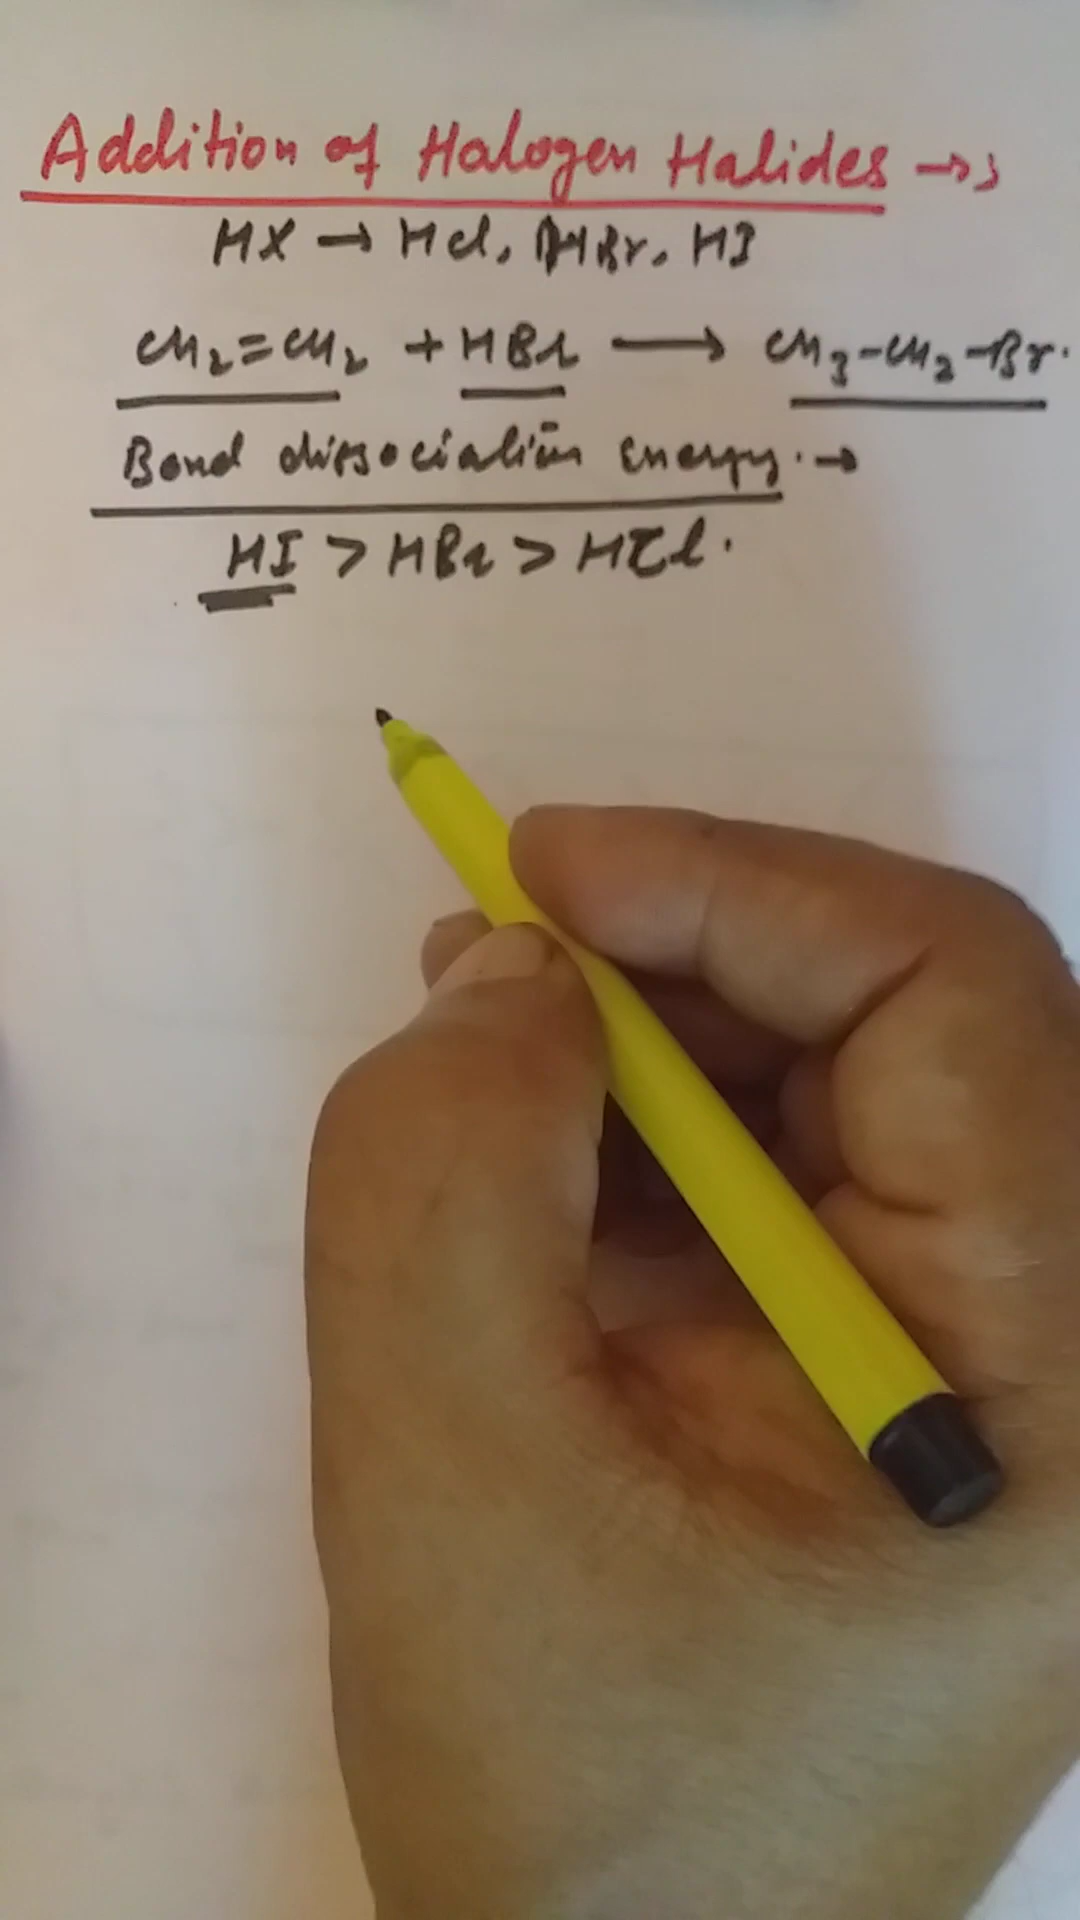 Addition of Halogen Halides →
HX → HCl, HBr, HI
CH2=CH2 + HBr ⟶ CH3-CH2-Br.
Bond dissociation energy. →
HI > HBr > HCl.